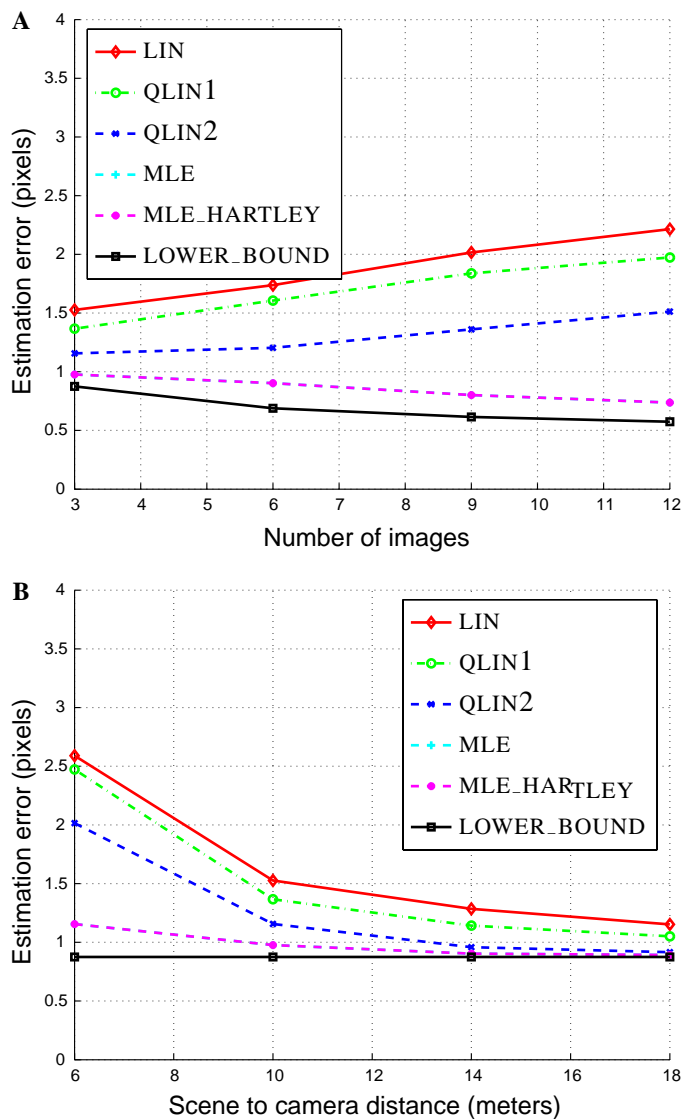 A
4
3.5
3
2.5
2
1.5
1
0.5
0
Estimation error (pixels)
LIN
QLIN1
QLIN2
MLE
MLE_HARTLEY
LOWER_BOUND
3 4 5 6 7 8 9 10 11 12
Number of images
B
4
3.5
3
2.5
2
1.5
1
0.5
0
Estimation error (pixels)
LIN
QLIN1
QLIN2
MLE
MLE_HARTLEY
LOWER_BOUND
6 8 10 12 14 16 18
Scene to camera distance (meters)